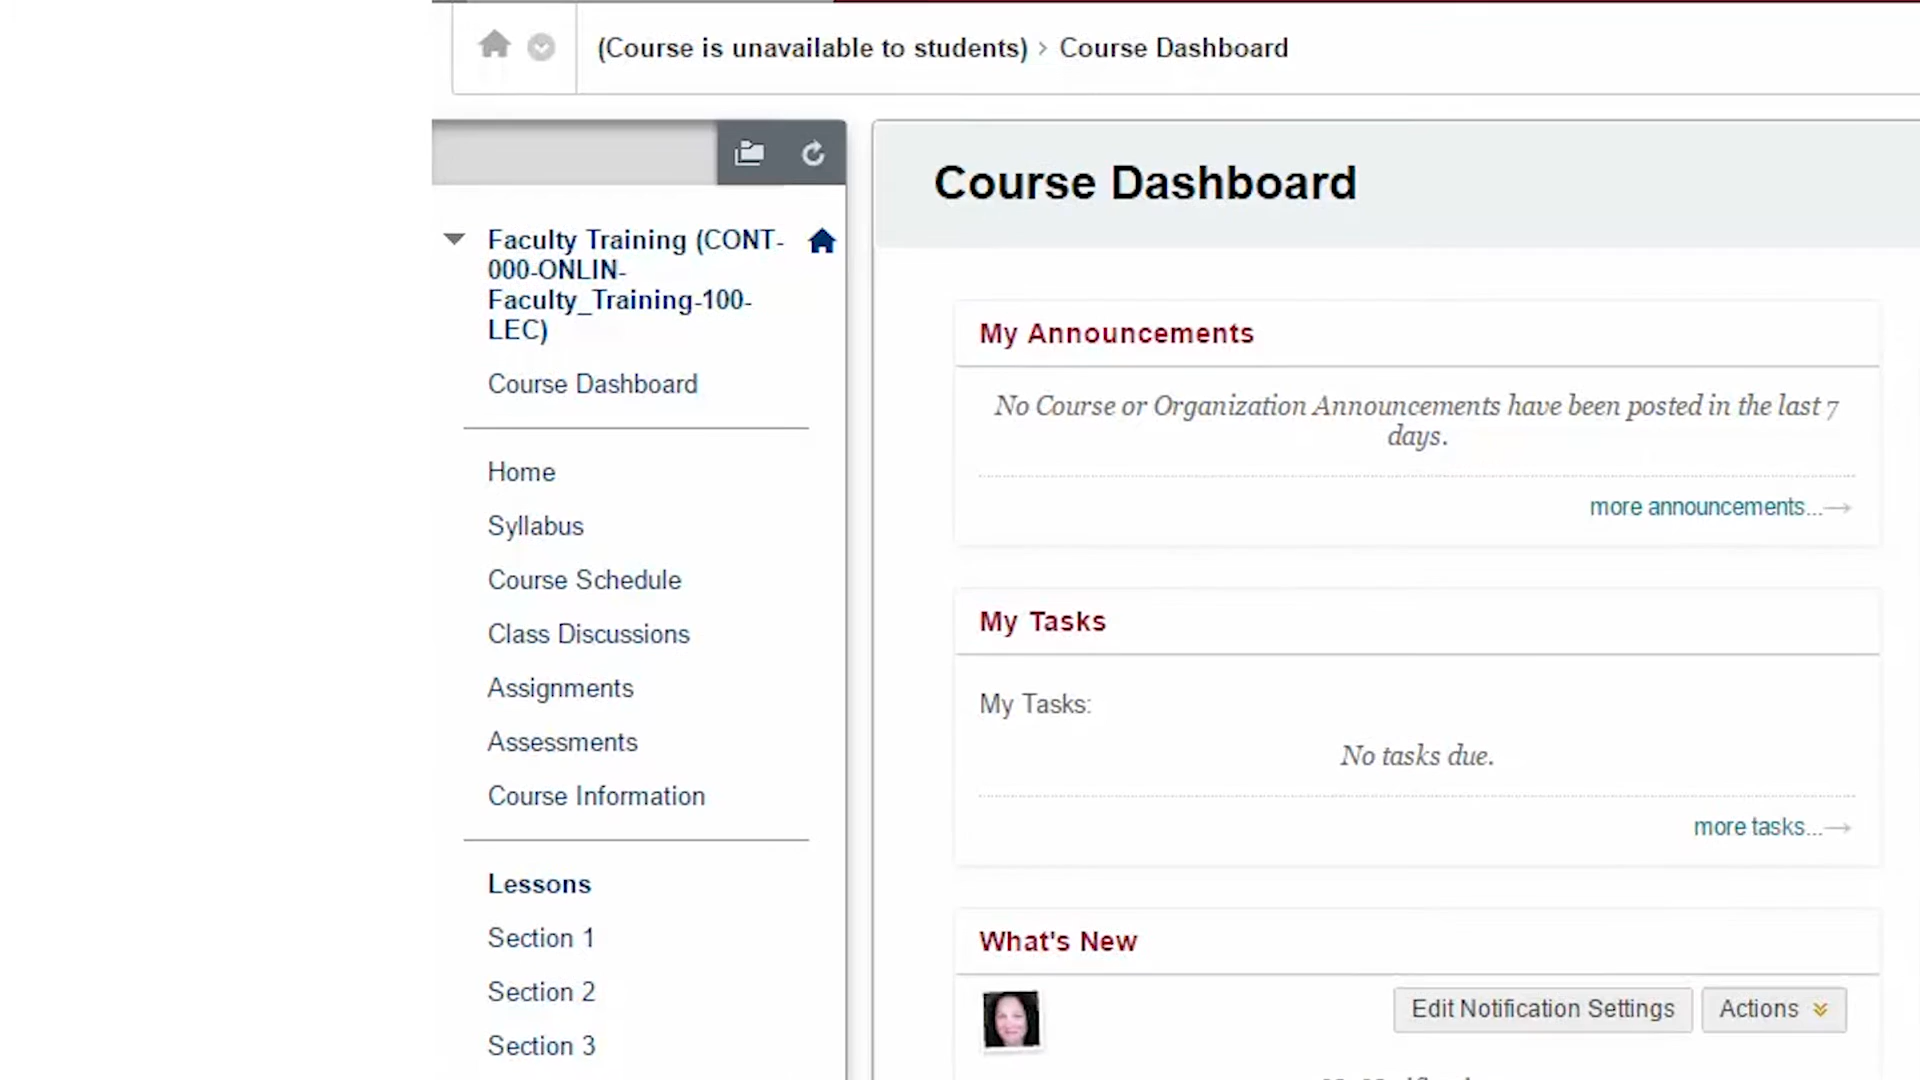 (Course is unavailable to students) > Course Dashboard
Faculty Training (CONT-
000-ONLIN-
Faculty_Training-100-
LEC)
Course Dashboard
Home
Syllabus
Course Schedule
Class Discussions
Assignments
Assessments
Course Information
Lessons
Section 1
Section 2
Section 3
Course Dashboard
My Announcements
No Course or Organization Announcements have been posted in the last 7
days.
more announcements...→
My Tasks
My Tasks:
No tasks due.
more tasks...→
What's New
Edit Notification Settings
Actions